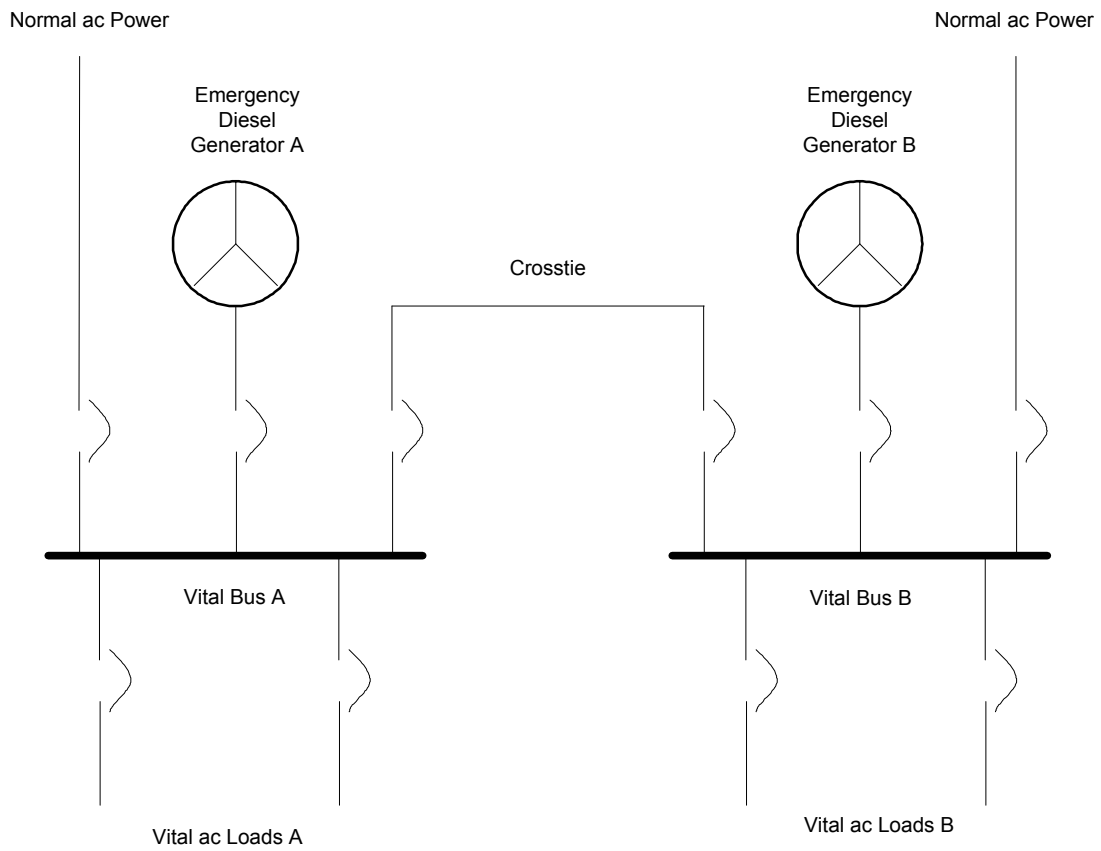 Normal ac Power
Normal ac Power
Emergency
Diesel
Generator A
Emergency
Diesel
Generator B
Crosstie
Vital Bus A
Vital Bus B
Vital ac Loads A
Vital ac Loads B